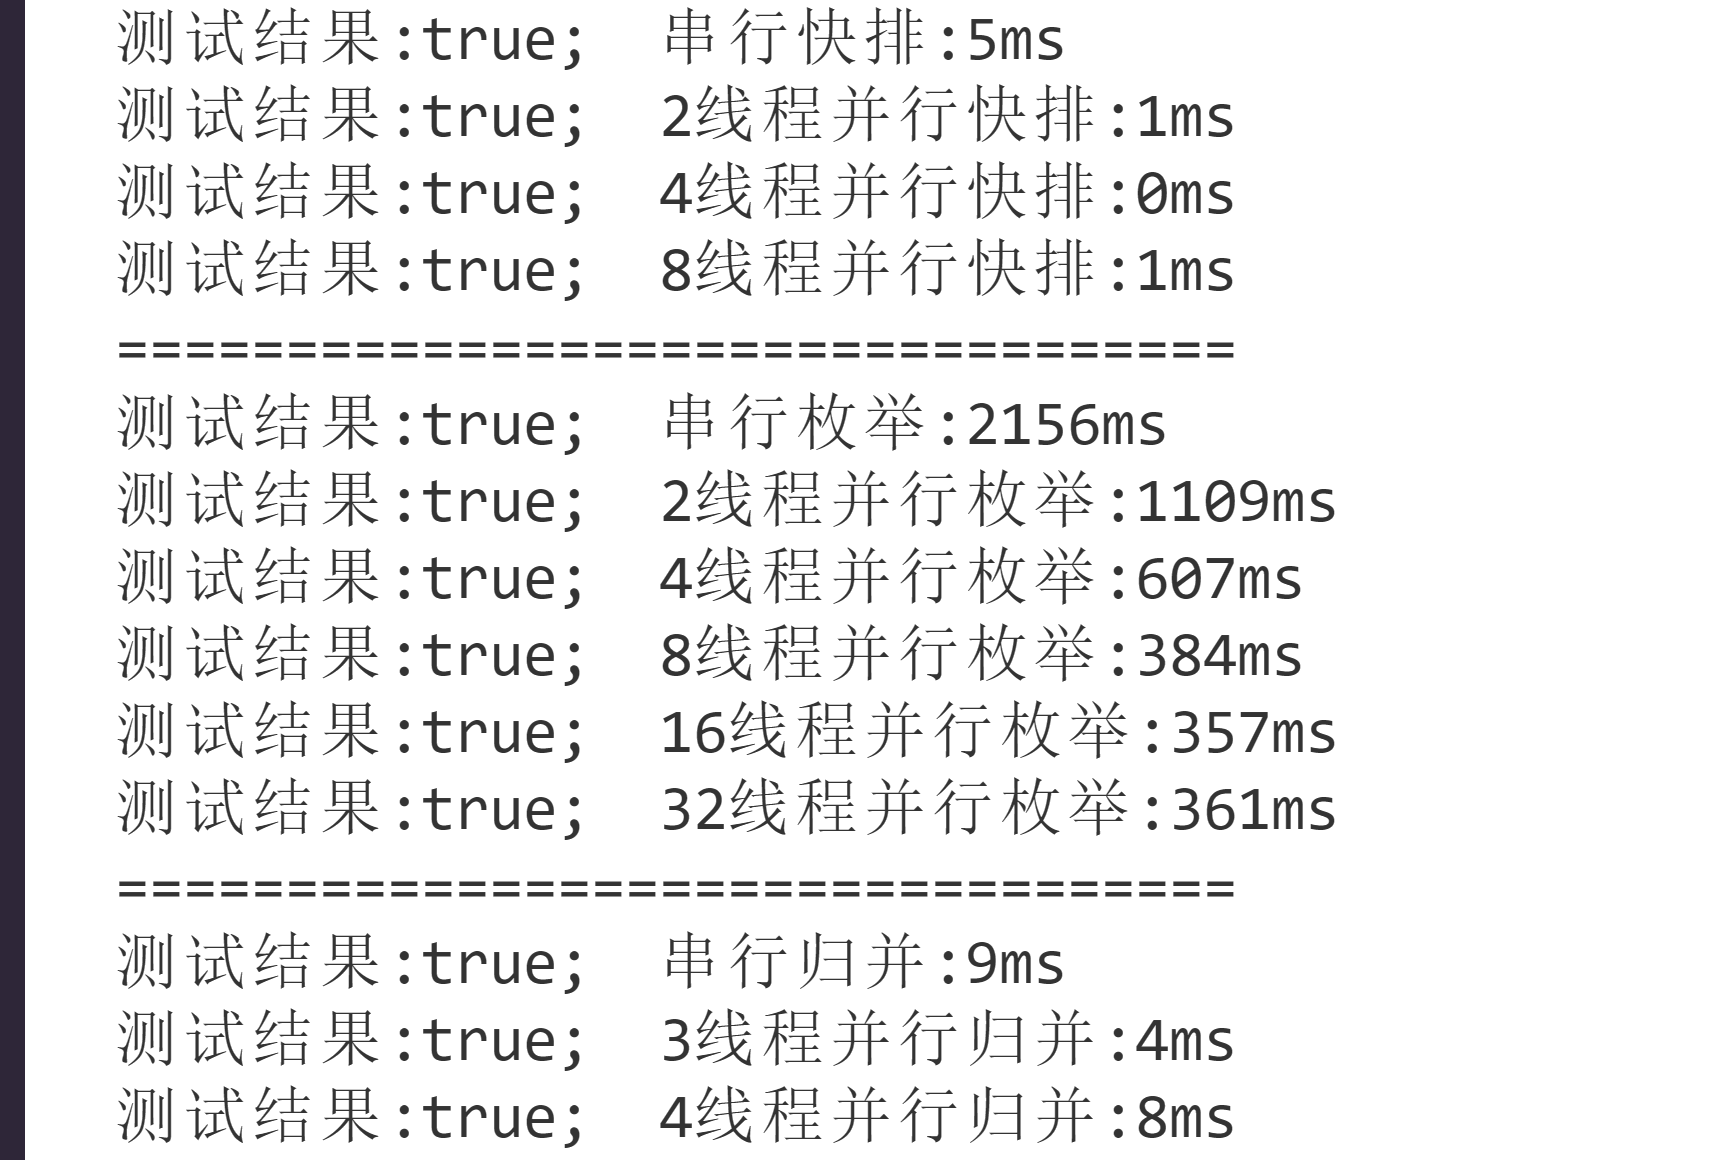 测试结果:true;  串行快排:5ms
测试结果:true;  2线程并行快排:1ms
测试结果:true;  4线程并行快排:0ms
测试结果:true;  8线程并行快排:1ms
=================================
测试结果:true;  串行枚举:2156ms
测试结果:true;  2线程并行枚举:1109ms
测试结果:true;  4线程并行枚举:607ms
测试结果:true;  8线程并行枚举:384ms
测试结果:true;  16线程并行枚举:357ms
测试结果:true;  32线程并行枚举:361ms
=================================
测试结果:true;  串行归并:9ms
测试结果:true;  3线程并行归并:4ms
测试结果:true;  4线程并行归并:8ms